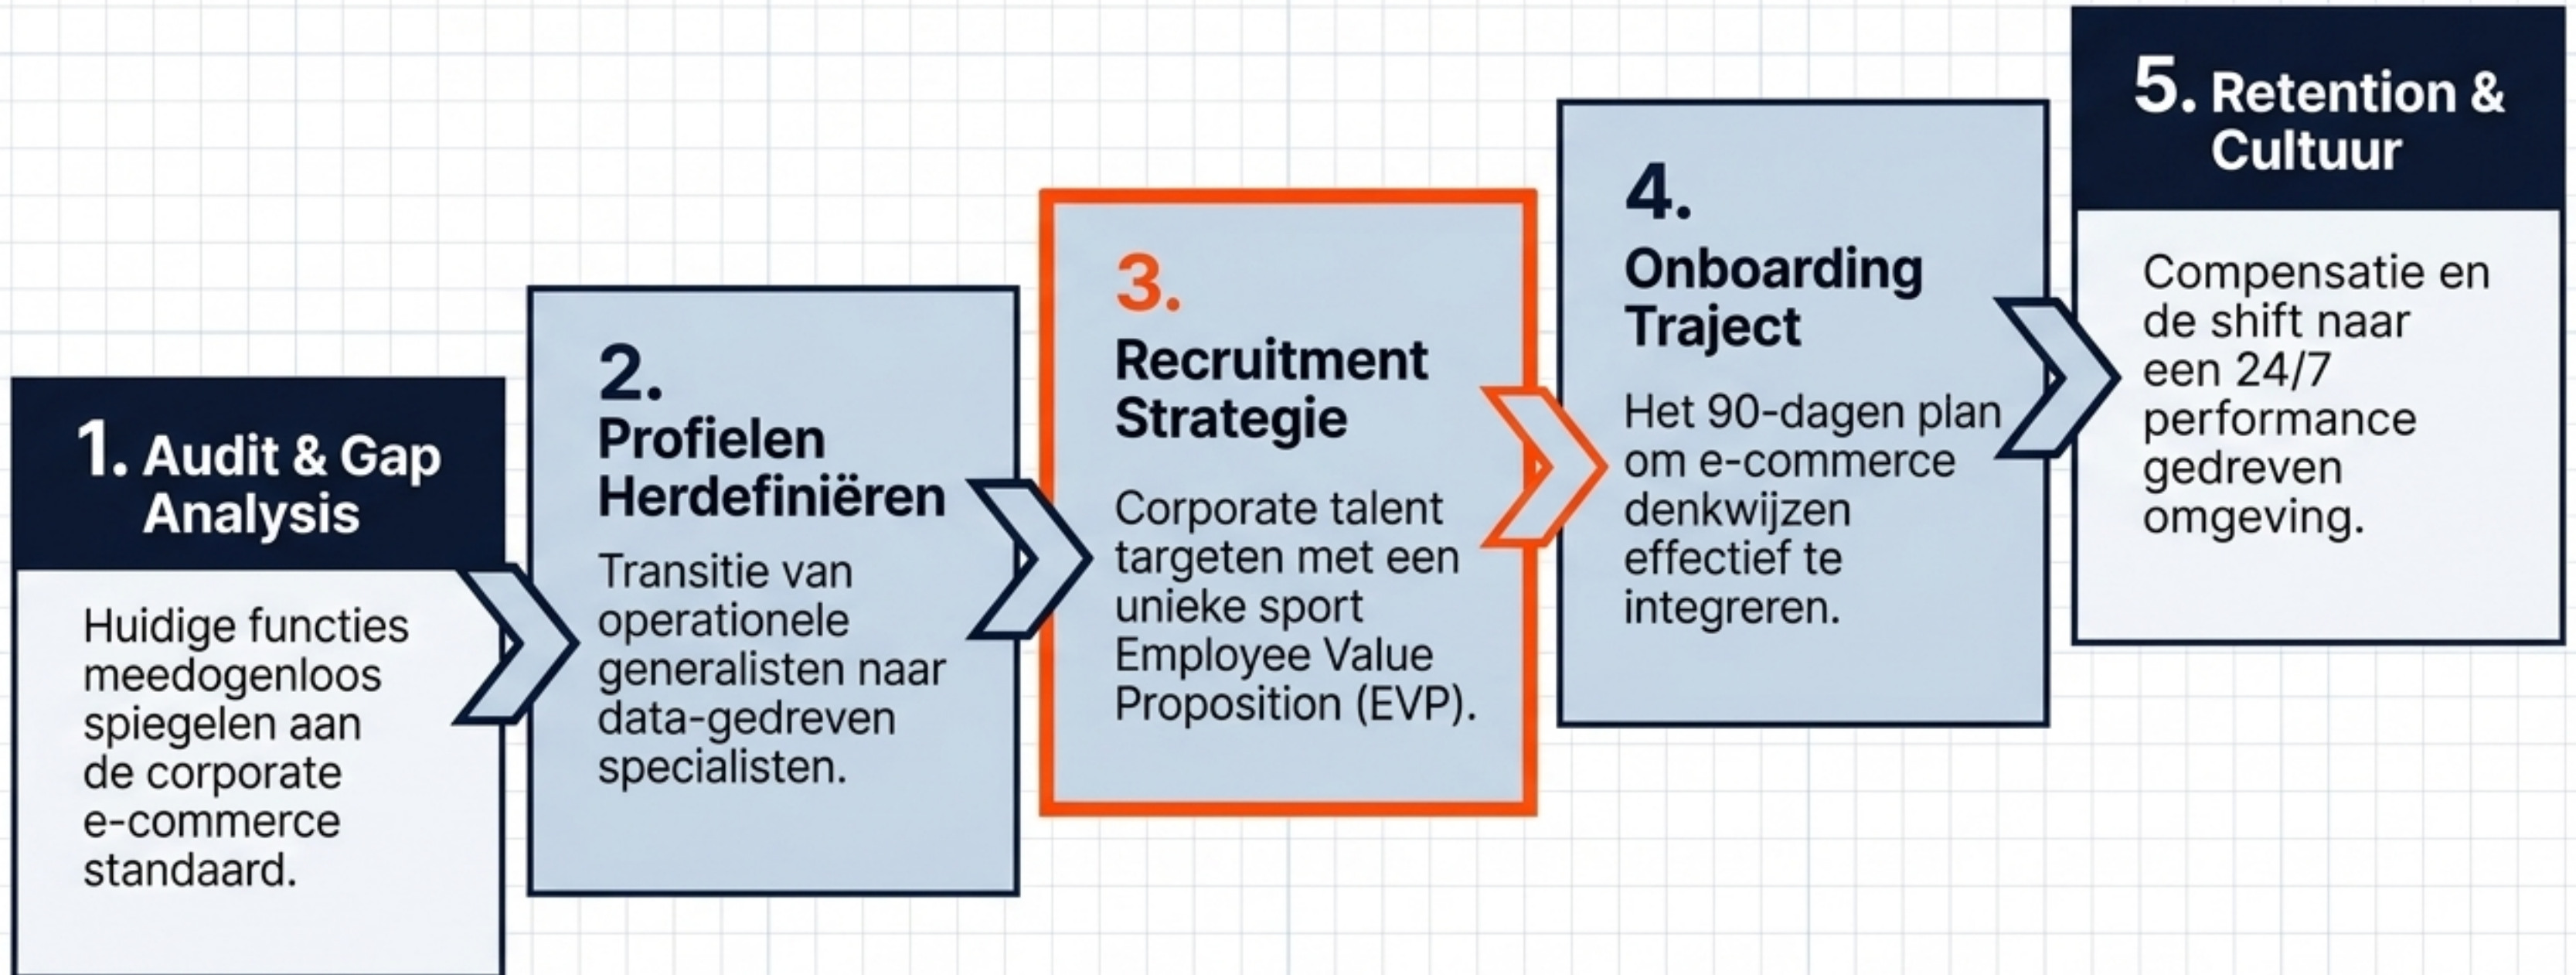 1. Audit & Gap
Analysis
Huidige functies
meedogenloos
spiegelen aan
de corporate
e-commerce
standaard.
2.
Profielen
Herdefiniëren
Transitie van
operationele
generalisten naar
data-gedreven
specialisten.
3.
Recruitment
Strategie
Corporate talent
targeten met een
unieke sport
Employee Value
Proposition (EVP).
4.
Onboarding
Traject
Het 90-dagen plan
om e-commerce
denkwijzen
effectief te
integreren.
5. Retention &
Cultuur
Compensatie en
de shift naar
een 24/7
performance
gedreven
omgeving.